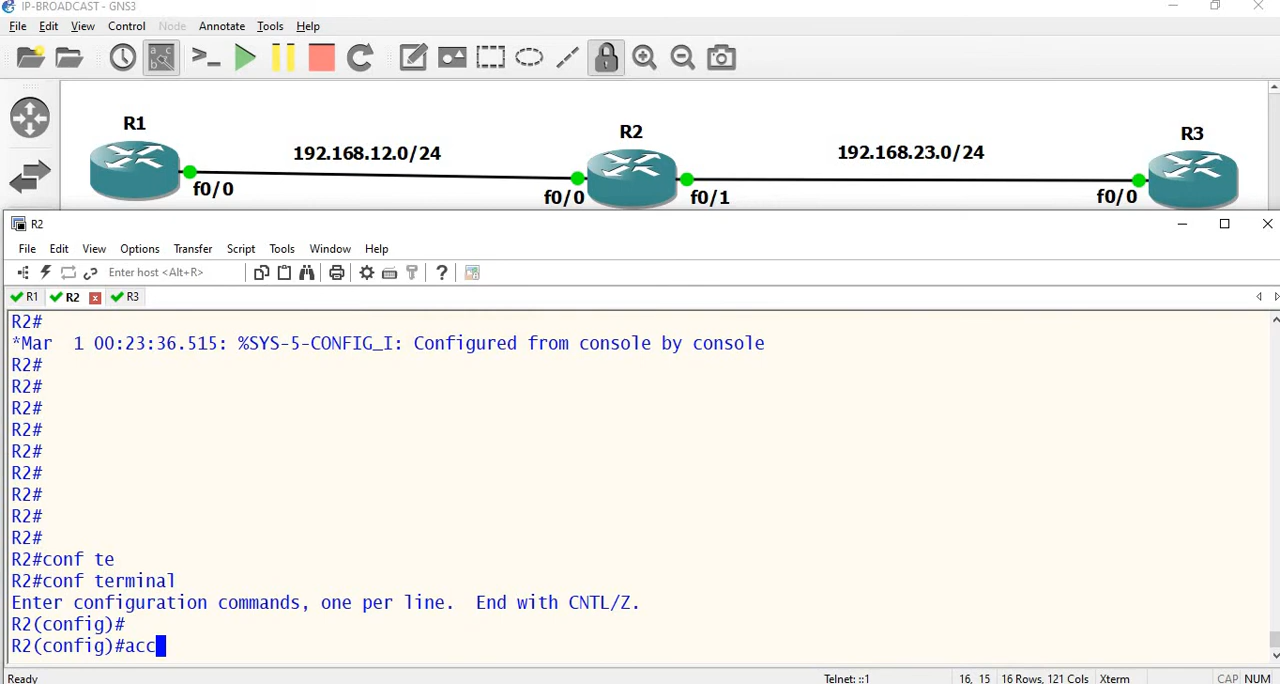 IP-BROADCAST - GNS3
File Edit View Control Node Annotate Tools Help
R1
R2
R3
192.168.12.0/24
192.168.23.0/24
f0/0
f0/0
f0/1
f0/0
R2
File Edit View Options Transfer Script Tools Window Help
Enter host <Alt+R>
R1 R2 R3
R2#
*Mar  1 00:23:36.515: %SYS-5-CONFIG_I: Configured from console by console
R2#
R2#
R2#
R2#
R2#
R2#
R2#
R2#
R2#
R2#conf te
R2#conf terminal
Enter configuration commands, one per line.  End with CNTL/Z.
R2(config)#
R2(config)#acc
Ready Telnet: ::1 16, 15 16 Rows, 121 Cols Xterm CAP NUM